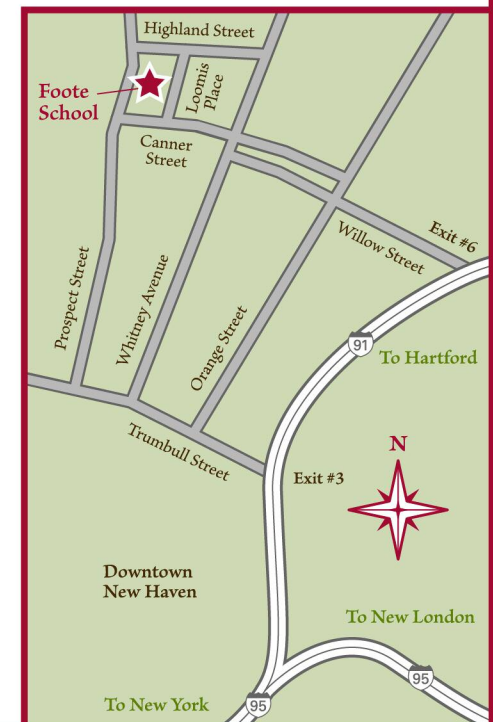 Highland Street
Foote
School
Loomis
Place
Canner
Street
Willow Street
Exit #6
Prospect Street
Whitney Avenue
Orange Street
91
To Hartford
Trumbull Street
N
Exit #3
Downtown
New Haven
To New London
95
To New York
95